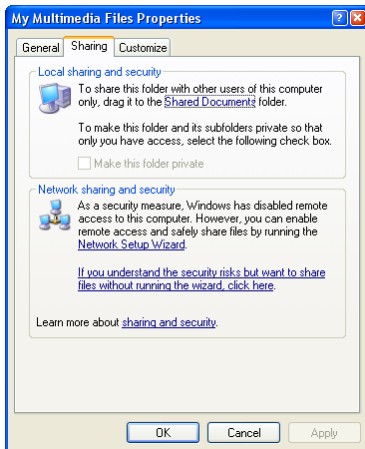 My Multimedia Files Properties
General Sharing Customize
Local sharing and security
To share this folder with other users of this computer
only, drag it to the Shared Documents folder.
To make this folder and its subfolders private so that
only you have access, select the following check box.
Make this folder private
Network sharing and security
As a security measure, Windows has disabled remote
access to this computer. However, you can enable
remote access and safely share files by running the
Network Setup Wizard.
If you understand the security risks but want to share
files without running the wizard, click here.
Learn more about sharing and security.
OK Cancel Apply